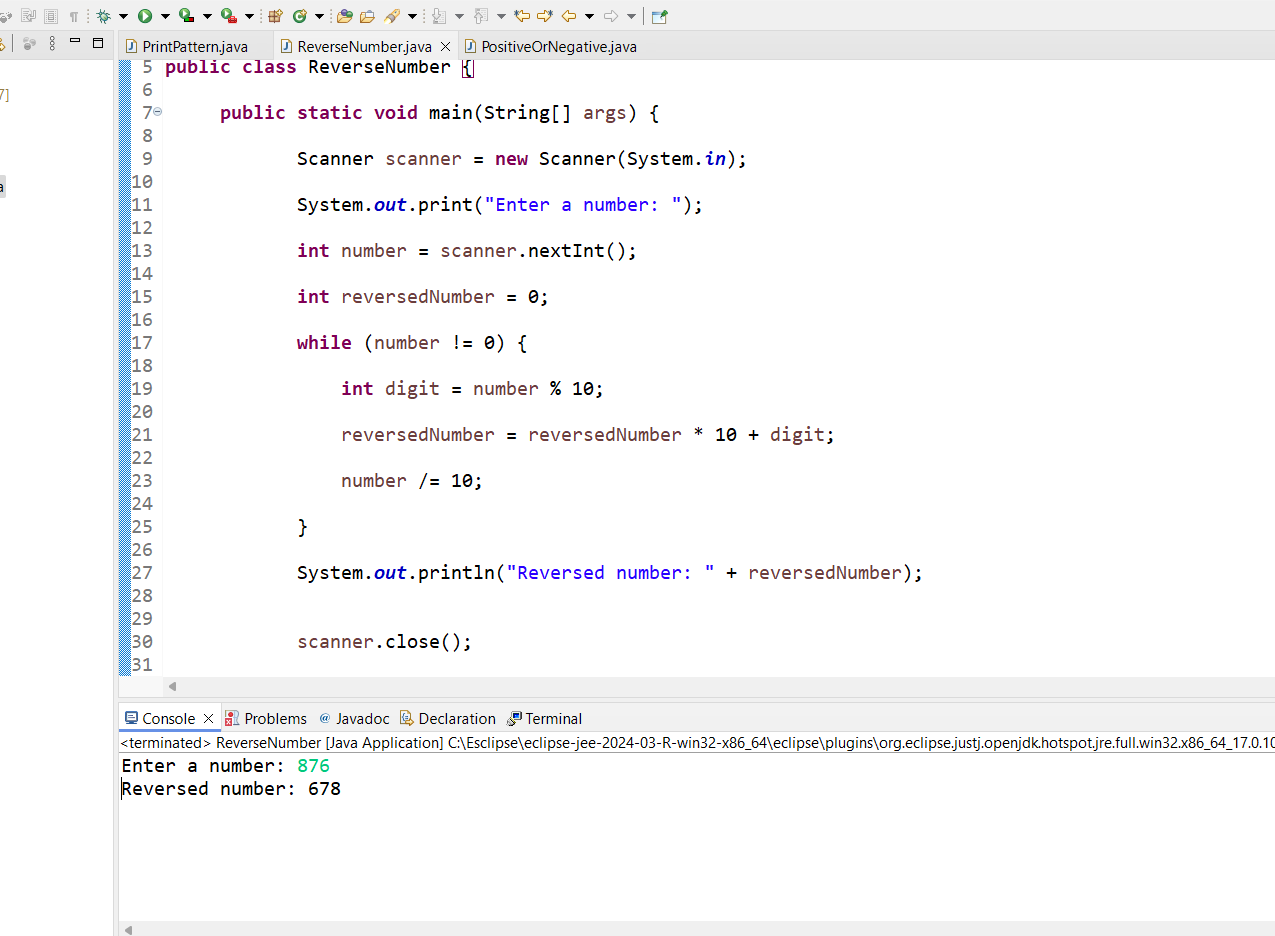 PrintPattern.java ReverseNumber.java PositiveOrNegative.java
7]
a
5 public class ReverseNumber {
6
7 public static void main(String[] args) {
8
9 Scanner scanner = new Scanner(System.in);
10
11 System.out.print("Enter a number: ");
12
13 int number = scanner.nextInt();
14
15 int reversedNumber = 0;
16
17 while (number != 0) {
18
19 int digit = number % 10;
20
21 reversedNumber = reversedNumber * 10 + digit;
22
23 number /= 10;
24
25 }
26
27 System.out.println("Reversed number: " + reversedNumber);
28
29
30 scanner.close();
31
Console Problems @ Javadoc Declaration Terminal
<terminated> ReverseNumber [Java Application] C:\Esclipse\eclipse-jee-2024-03-R-win32-x86_64\eclipse\plugins\org.eclipse.justj.openjdk.hotspot.jre.full.win32.x86_64_17.0.10
Enter a number: 876
Reversed number: 678